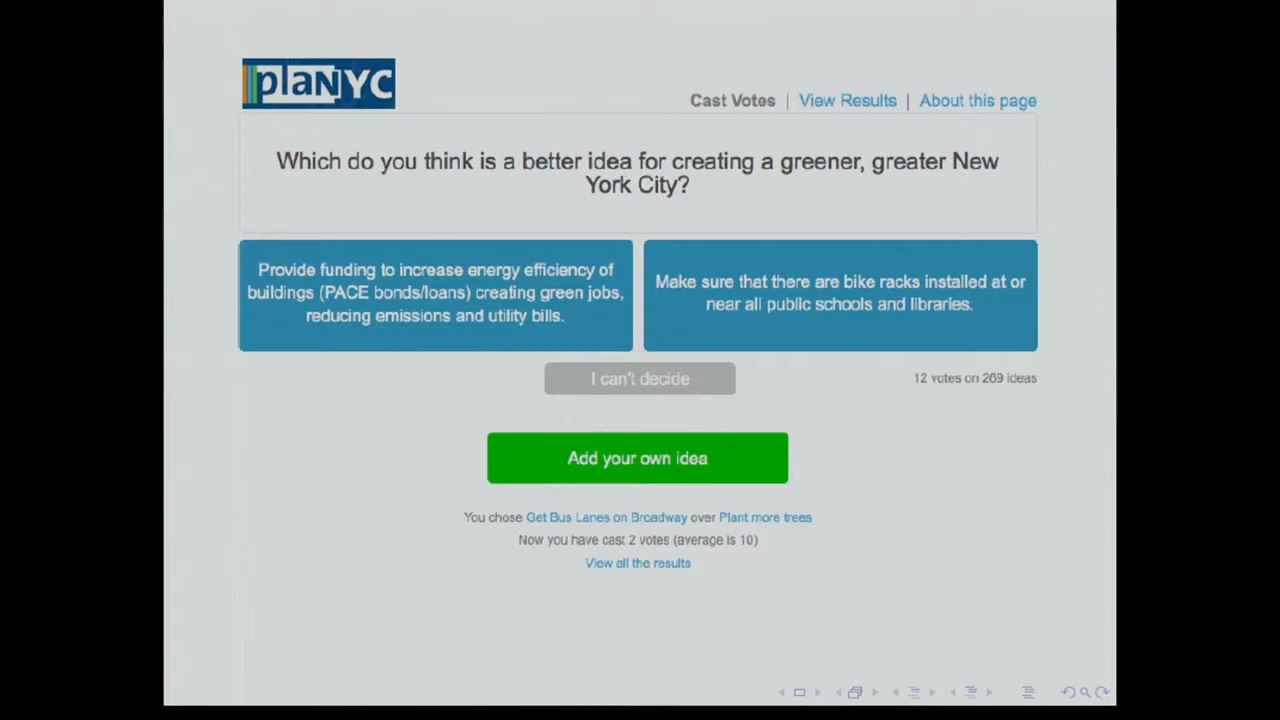 plaNYC
Cast Votes | View Results | About this page
Which do you think is a better idea for creating a greener, greater New
York City?
Provide funding to increase energy efficiency of
buildings (PACE bonds/loans) creating green jobs,
reducing emissions and utility bills.
Make sure that there are bike racks installed at or
near all public schools and libraries.
I can't decide
12 votes on 269 ideas
Add your own idea
You chose Get Bus Lanes on Broadway over Plant more trees
Now you have cast 2 votes (average is 10)
View all the results